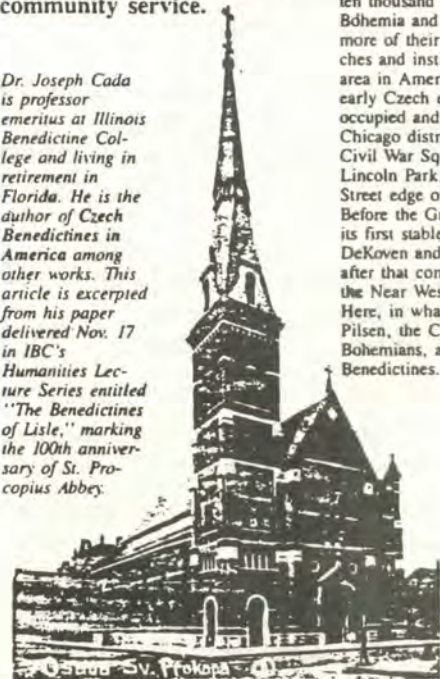 community service.
Dr. Joseph Cada
is professor
emeritus at Illinois
Benedictine Col-
lege and living in
retirement in
Florida. He is the
author of Czech
Benedictines in
America among
other works. This
article is excerpted
from his paper
delivered Nov. 17
in IBC's
Humanities Lec-
ture Series entitled
"The Benedictines
of Lisle," marking
the 100th anniver-
sary of St. Pro-
copius Abbey.
ten thousand
Bohemia and
more of their
ches and inst
area in Amer
early Czech
occupied and
Chicago distr
Civil War Sq
Lincoln Park
Street edge o
Before the G
its first stable
DeKoven and
after that con
the Near Wes
Here, in wha
Pilsen, the C
Bohemians, a
Benedictines.
Osada Sv. Prokopa